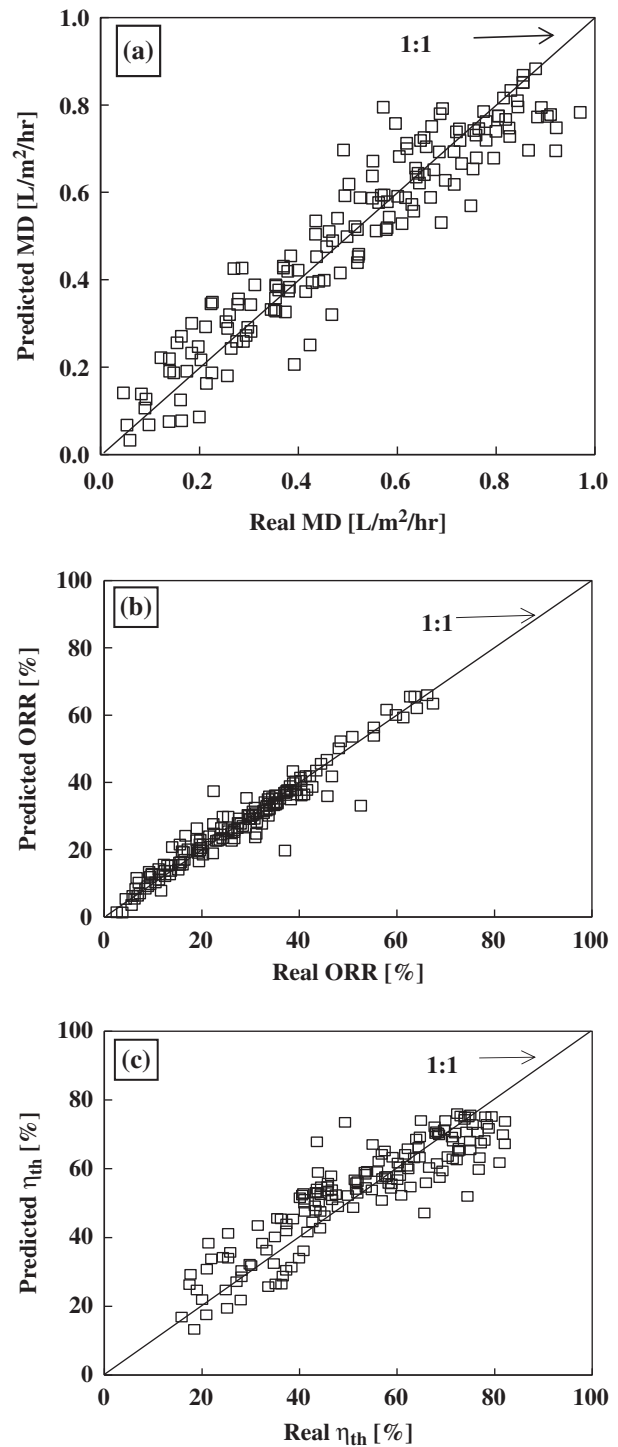 (a)
1:1
1.0
0.8
0.6
0.4
0.2
0.0
Predicted MD [L/m²/hr]
0.0 0.2 0.4 0.6 0.8 1.0
Real MD [L/m²/hr]
(b)
1:1
100
80
60
40
20
0
Predicted ORR [%]
0 20 40 60 80 100
Real ORR [%]
(c)
1:1
100
80
60
40
20
0
Predicted ηth [%]
0 20 40 60 80 100
Real ηth [%]